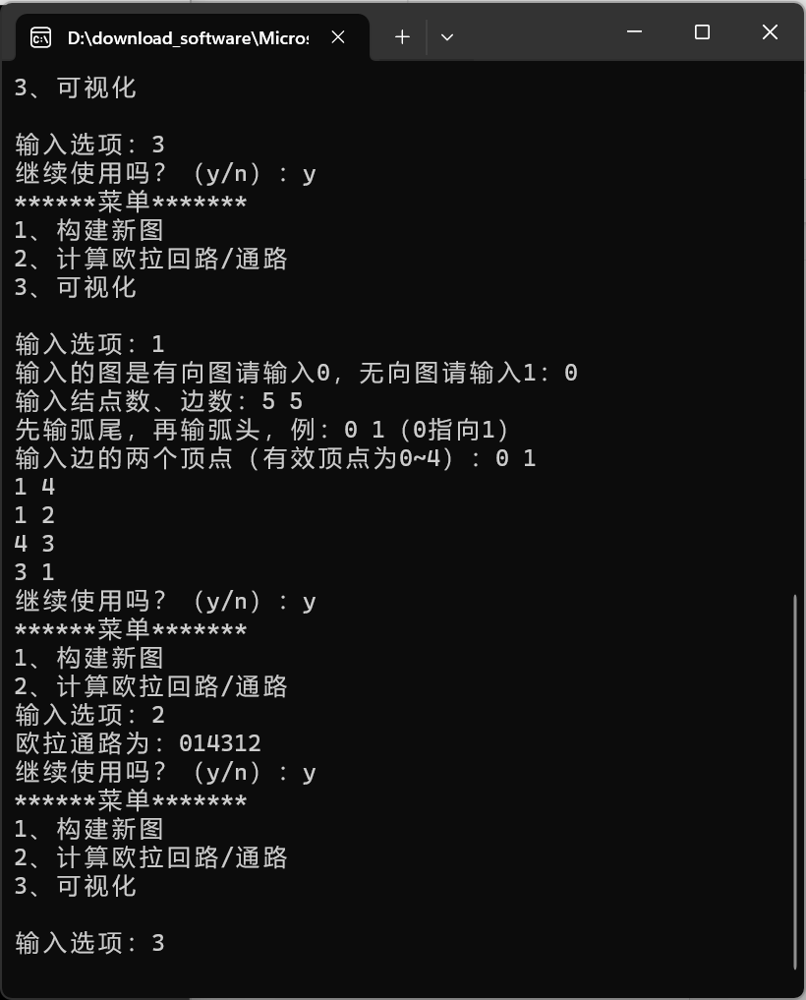 D:\download_software\Micros
3、可视化
输入选项：3
继续使用吗？（y/n）：y
******菜单*******
1、构建新图
2、计算欧拉回路/通路
3、可视化
输入选项：1
输入的图是有向图请输入0，无向图请输入1：0
输入结点数、边数：5 5
先输弧尾，再输弧头，例：0 1（0指向1）
输入边的两个顶点（有效顶点为0~4）：0 1
1 4
1 2
4 3
3 1
继续使用吗？（y/n）：y
******菜单*******
1、构建新图
2、计算欧拉回路/通路
输入选项：2
欧拉通路为：014312
继续使用吗？（y/n）：y
******菜单*******
1、构建新图
2、计算欧拉回路/通路
3、可视化
输入选项：3